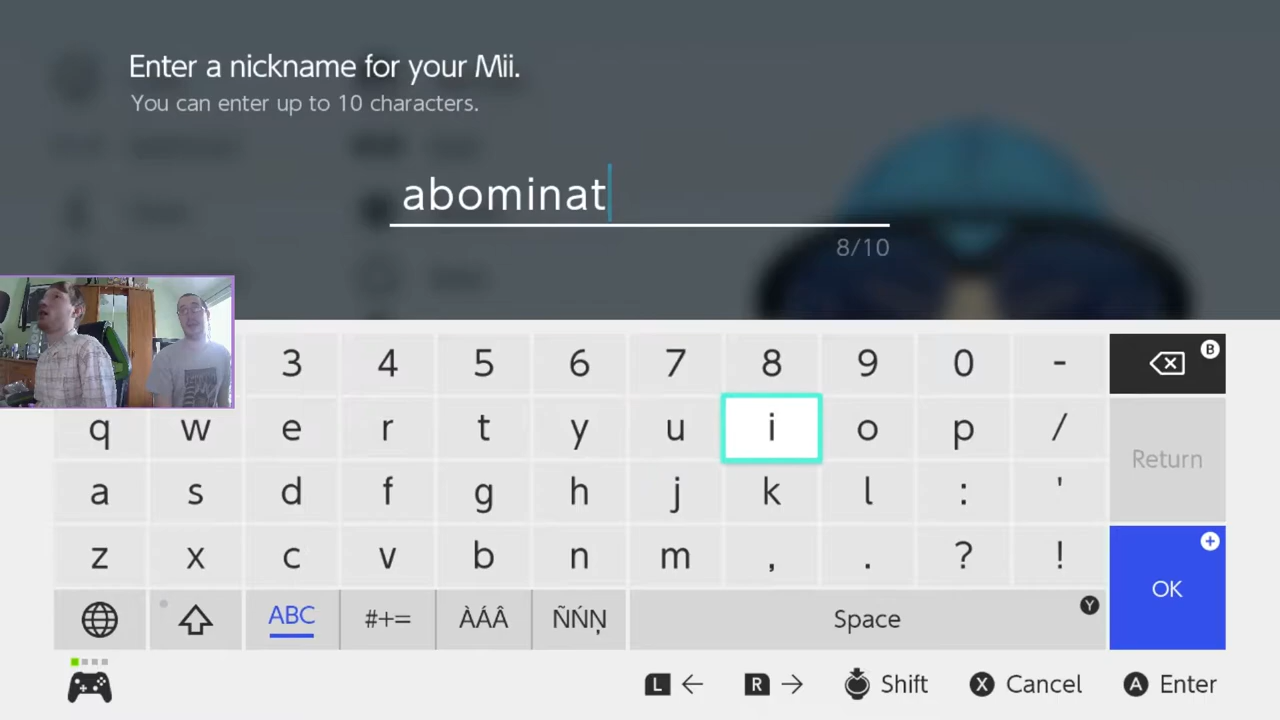 Enter a nickname for your Mii.
You can enter up to 10 characters.
abominat
8/10
3 4 5 6 7 8 9 0 - B
q w e r t y u i o p / Return
a s d f g h j k l : '
z x c v b n m , . ? ! +
ABC #+= ÀÁÂ ÑŃŅ Space Y OK
L ← R → Shift X Cancel A Enter